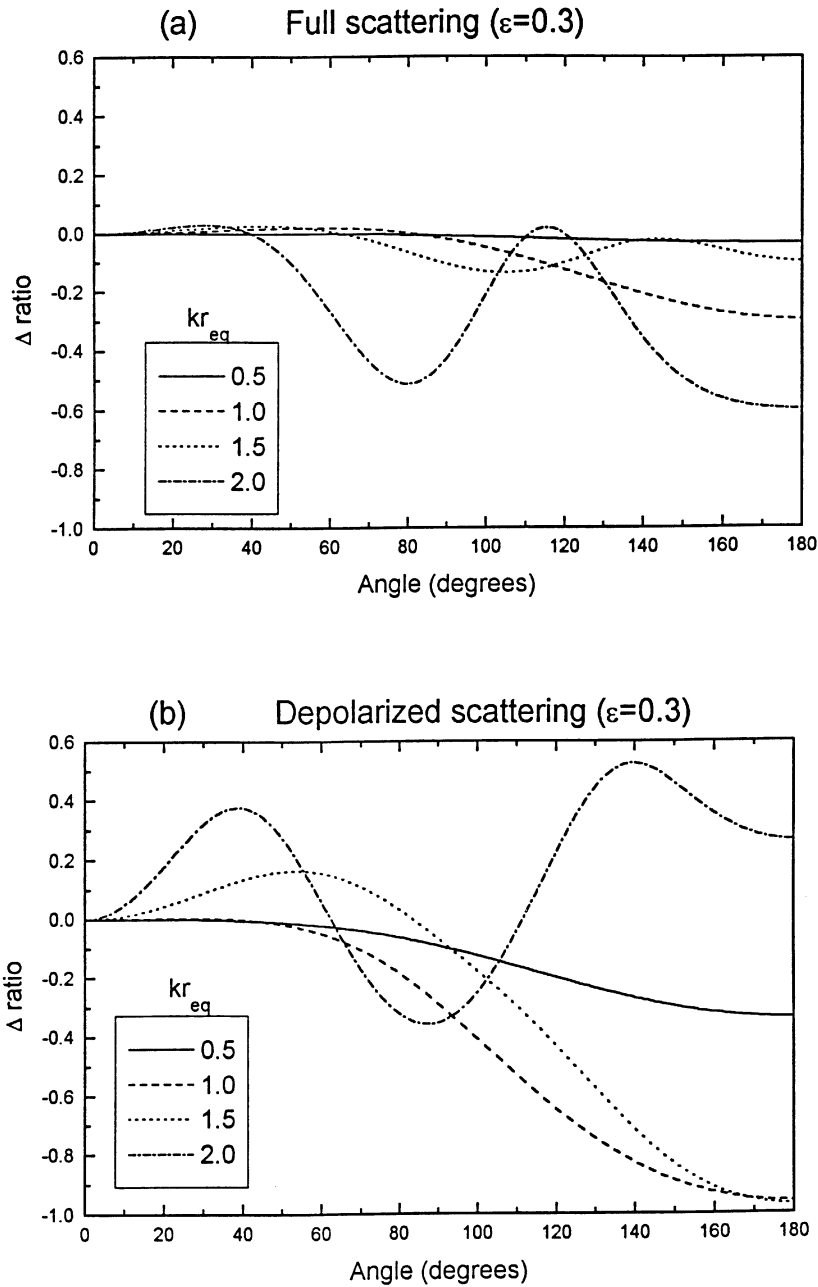 (a) Full scattering (ε=0.3)
0.6
0.4
0.2
0.0
-0.2
-0.4
-0.6
-0.8
-1.0
Δ ratio
kr_eq
0.5
1.0
1.5
2.0
0 20 40 60 80 100 120 140 160 180
Angle (degrees)
(b) Depolarized scattering (ε=0.3)
0.6
0.4
0.2
0.0
-0.2
-0.4
-0.6
-0.8
-1.0
Δ ratio
kr_eq
0.5
1.0
1.5
2.0
0 20 40 60 80 100 120 140 160 180
Angle (degrees)